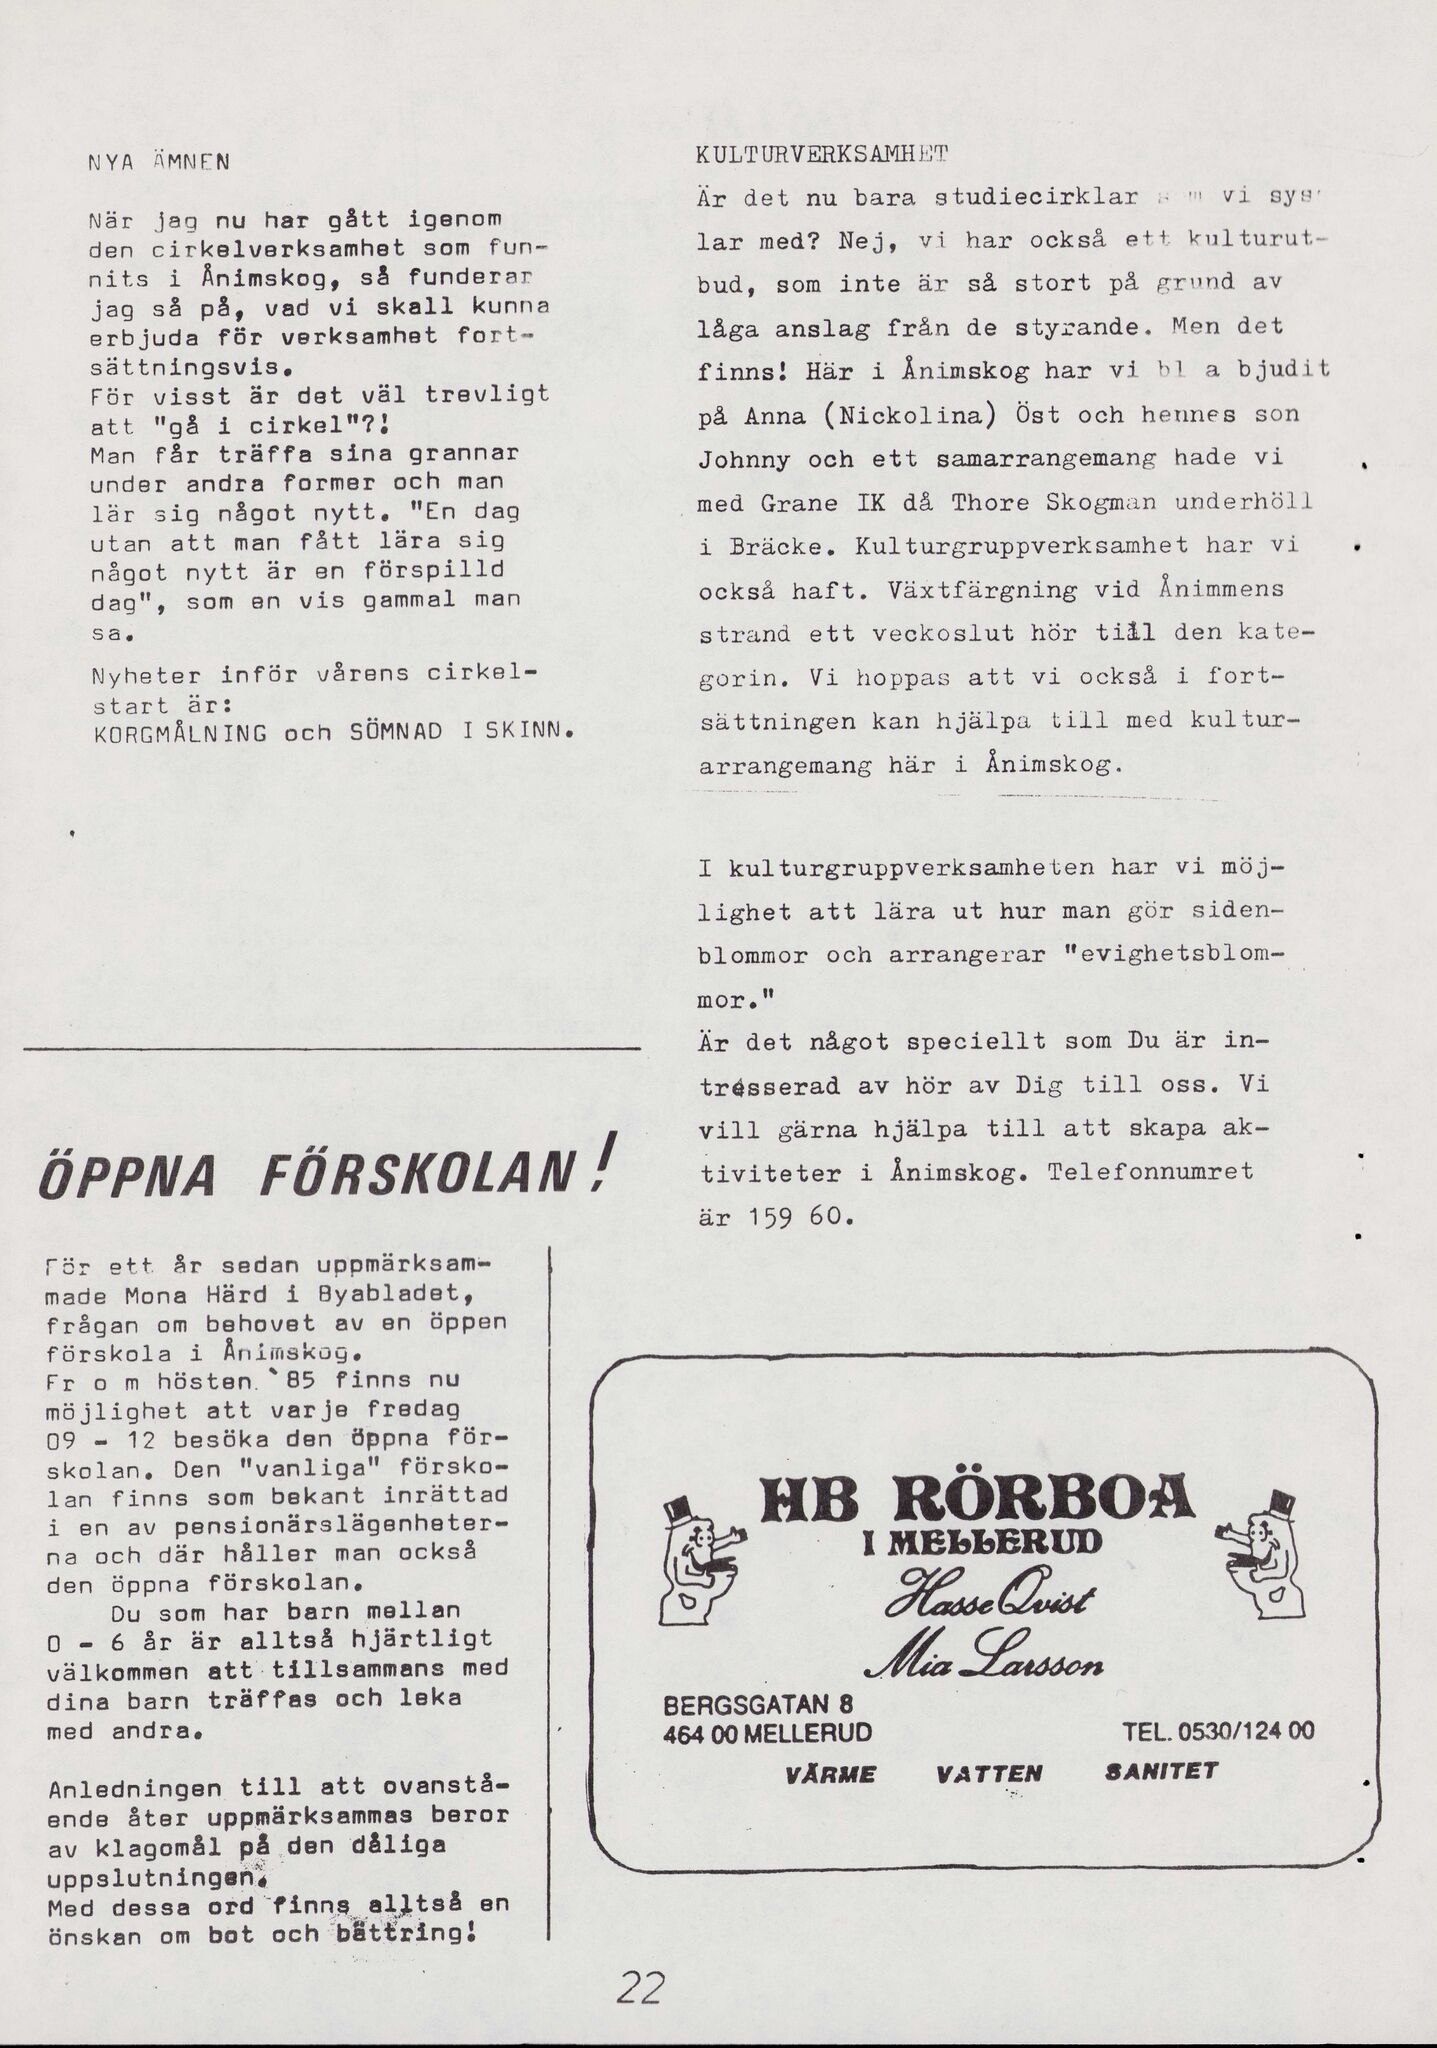 NYA ÄMNEN
När jag nu har gått igenom
den cirkelverksamhet som fun-
nits i Ånimskog, så funderar
jag så på, vad vi skall kunna
erbjuda för verksamhet fort-
sättningsvis.
För visst är det väl trevligt
att "gå i cirkel"?!
Man får träffa sina grannar
under andra former och man
lär sig något nytt. "En dag
utan att man fått lära sig
något nytt är en förspilld
dag", som en vis gammal man
sa.
Nyheter inför vårens cirkel-
start är:
KORGMÅLNING och SÖMNAD I SKINN.
ÖPPNA FÖRSKOLAN!
För ett år sedan uppmärksam-
made Mona Härd i Byabladet,
frågan om behovet av en öppen
förskola i Ånimskog.
Fr o m hösten.`85 finns nu
möjlighet att varje fredag
09 - 12 besöka den öppna för-
skolan. Den "vanliga" försko-
lan finns som bekant inrättad
i en av pensionärslägenheter-
na och där håller man också
den öppna förskolan.
Du som har barn mellan
0 - 6 år är alltså hjärtligt
välkommen att tillsammans med
dina barn träffas och leka
med andra.
Anledningen till att ovanstå-
ende åter uppmärksammas beror
av klagomål på den dåliga
uppslutningen.
Med dessa ord finns alltså en
önskan om bot och bättring!
KULTURVERKSAMHET
Är det nu bara studiecirklar som vi sys-
lar med? Nej, vi har också ett kulturut-
bud, som inte är så stort på grund av
låga anslag från de styrande. Men det
finns! Här i Ånimskog har vi bl a bjudit
på Anna (Nickolina) Öst och hennes son
Johnny och ett samarrangemang hade vi
med Grane IK då Thore Skogman underhöll
i Bräcke. Kulturgruppverksamhet har vi
också haft. Växtfärgning vid Ånimmens
strand ett veckoslut hör till den kate-
gorin. Vi hoppas att vi också i fort-
sättningen kan hjälpa till med kultur-
arrangemang här i Ånimskog.
I kulturgruppverksamheten har vi möj-
lighet att lära ut hur man gör siden-
blommor och arrangerar "evighetsblom-
mor."
Är det något speciellt som Du är in-
tresserad av hör av Dig till oss. Vi
vill gärna hjälpa till att skapa ak-
tiviteter i Ånimskog. Telefonnumret
är 159 60.
HB RÖRBOA
I MELLERUD
Hasse Qvist
Mia Larsson
BERGSGATAN 8
464 00 MELLERUD TEL. 0530/124 00
VÄRME VATTEN SANITET
22